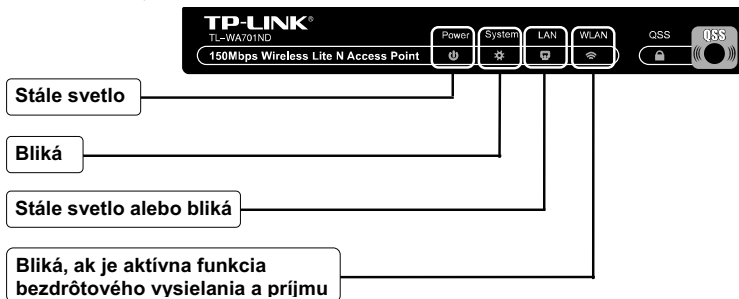 TP-LINK®
TL-WA701ND
Power System LAN WLAN QSS QSS
150Mbps Wireless Lite N Access Point
Stále svetlo
Bliká
Stále svetlo alebo bliká
Bliká, ak je aktívna funkcia
bezdrôtového vysielania a príjmu